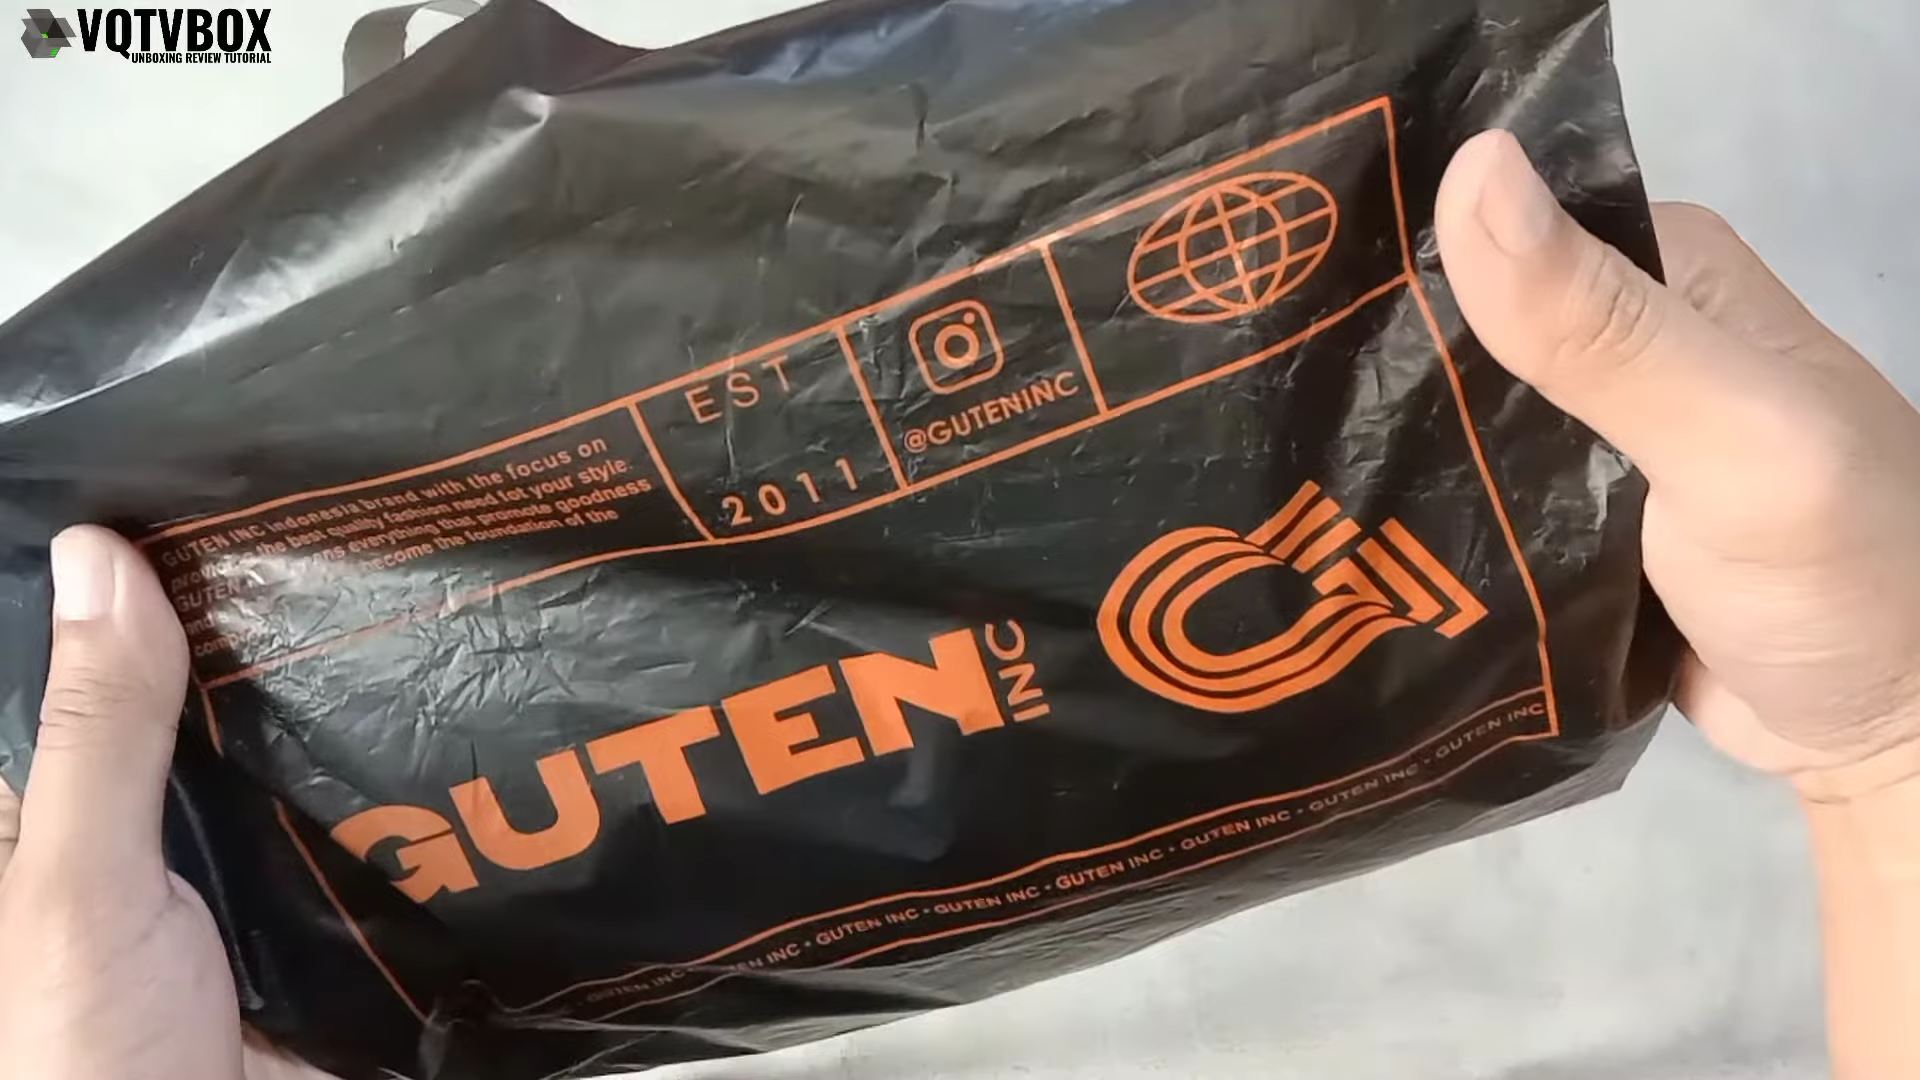 VQTVBOX
UNBOXING REVIEW TUTORIAL
GUTEN INC indonesia brand with the focus on
the best quality fashion need fot your style.
GUTEN everything that promote goodness
become the foundation of the
EST
2011
@GUTENINC
GUTEN INC
GUTEN INC • GUTEN INC • GUTEN INC • GUTEN INC • GUTEN INC • GUTEN INC • GUTEN INC